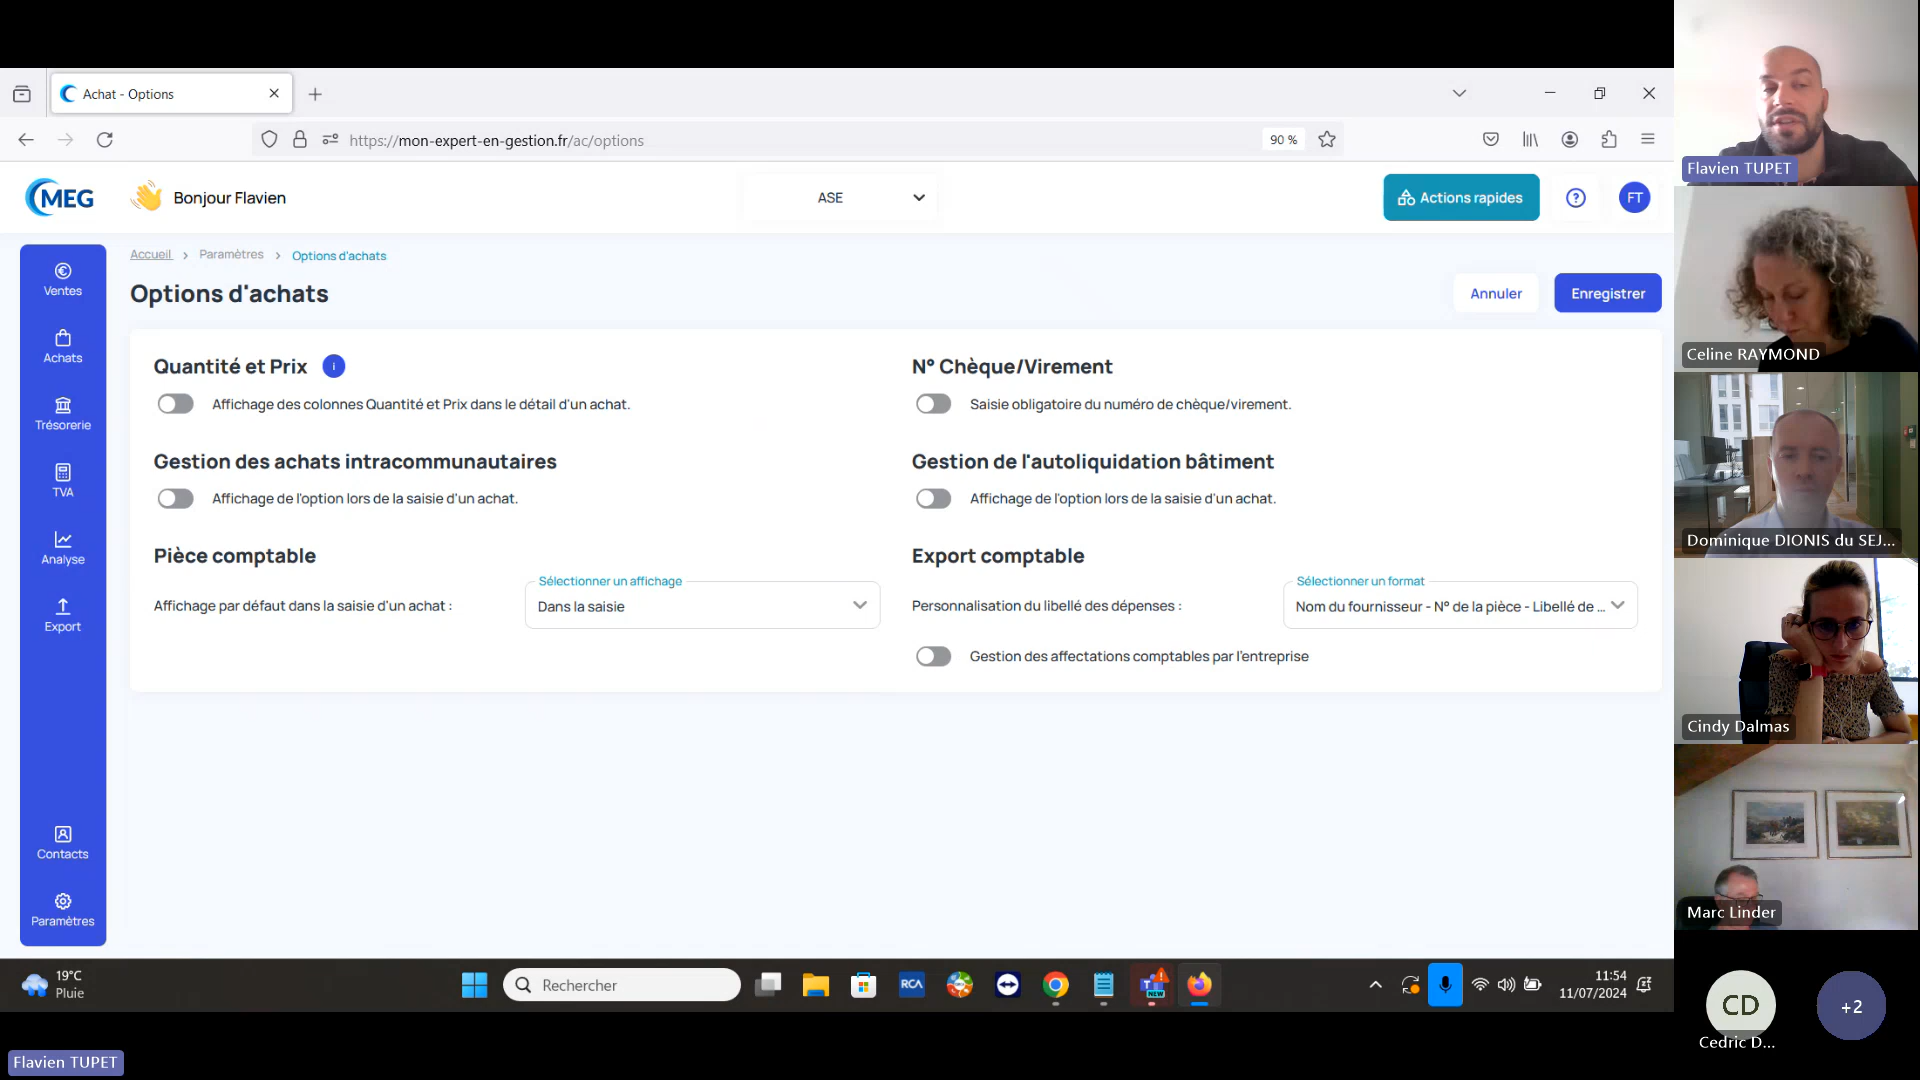 Achat - Options
https://mon-expert-en-gestion.fr/ac/options
90 %
MEG
Bonjour Flavien
ASE
Actions rapides
FT
Ventes
Achats
Trésorerie
TVA
Analyse
Export
Contacts
Paramètres
Accueil > Paramètres > Options d'achats
Options d'achats
Annuler
Enregistrer
Quantité et Prix
i
Affichage des colonnes Quantité et Prix dans le détail d'un achat.
N° Chèque/Virement
Saisie obligatoire du numéro de chèque/virement.
Gestion des achats intracommunautaires
Affichage de l'option lors de la saisie d'un achat.
Gestion de l'autoliquidation bâtiment
Affichage de l'option lors de la saisie d'un achat.
Pièce comptable
Affichage par défaut dans la saisie d'un achat :
Sélectionner un affichage
Dans la saisie
Export comptable
Personnalisation du libellé des dépenses :
Sélectionner un format
Nom du fournisseur - N° de la pièce - Libellé de ...
Gestion des affectations comptables par l'entreprise
19°C
Pluie
Rechercher
RCA
NEW
11:54
11/07/2024
Flavien TUPET
Celine RAYMOND
Dominique DIONIS du SEJ...
Cindy Dalmas
Marc Linder
CD
Cedric D...
+2
Flavien TUPET